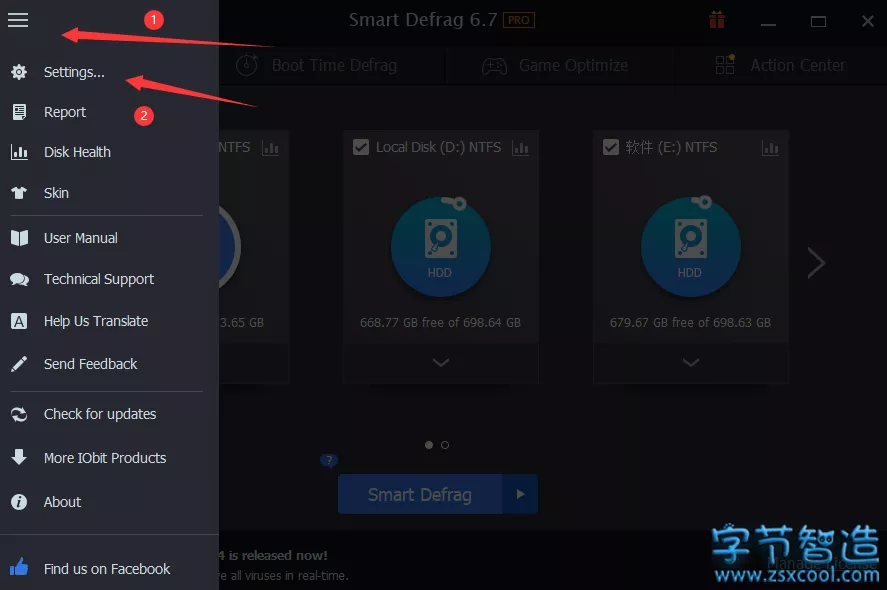 1
Smart Defrag 6.7 PRO
Settings...
Boot Time Defrag
Game Optimize
Action Center
Report
2
Disk Health
NTFS
Local Disk (D:) NTFS
软件 (E:) NTFS
Skin
User Manual
HDD
HDD
Technical Support
Help Us Translate
3.65 GB
668.77 GB free of 698.64 GB
679.67 GB free of 698.63 GB
Send Feedback
Check for updates
More IObit Products
?
Smart Defrag
About
4 is released now!
e all viruses in real-time.
Manage License
字节智造
www.zsxcool.com
Find us on Facebook